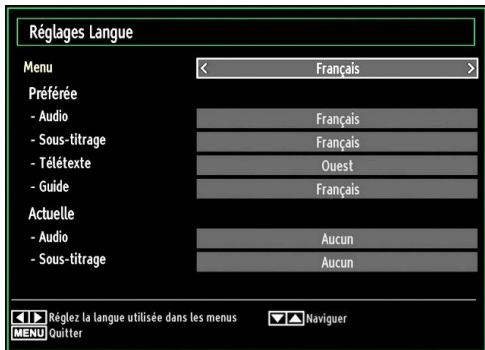 Réglages Langue
Menu < Français >
Préférée
- Audio Français
- Sous-titrage Français
- Télétexte Ouest
- Guide Français
Actuelle
- Audio Aucun
- Sous-titrage Aucun
Réglez la langue utilisée dans les menus Naviguer
MENU Quitter